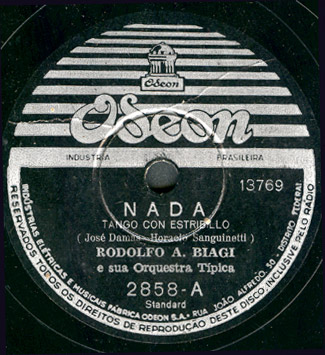 Odeon
Odeon
INDUSTRIA BRASILEIRA
13769
NADA
TANGO CON ESTRIBILLO
(José Dames - Horacio Sanguinetti)
RODOLFO A. BIAGI
e sua Orquestra Típica
2858-A
Standard
INDÚSTRIAS ELÉTRICAS E MUSICAIS FÁBRICA ODEON S.A. - RUA JOÃO ALFREDO 50 DISTRITO FEDERAL
RESERVADOS TODOS OS DIREITOS DE REPRODUÇÃO DESTE DISCO, INCLUSIVE PELO RÁDIO